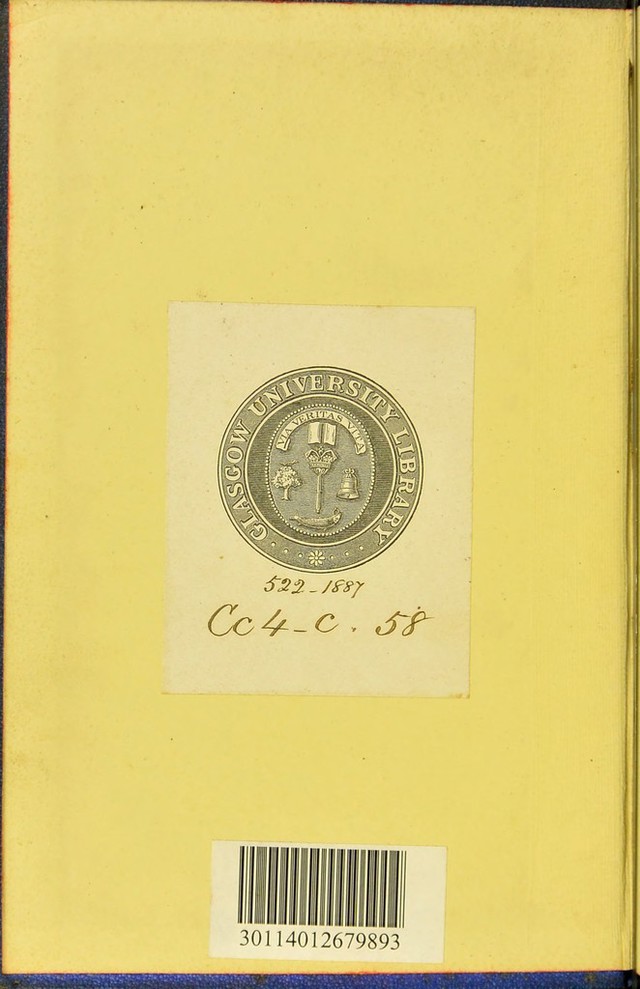 GLASGOW UNIVERSITY LIBRARY
VIA VERITAS VITA
522-1887
Cc4-c. 58
30114012679893